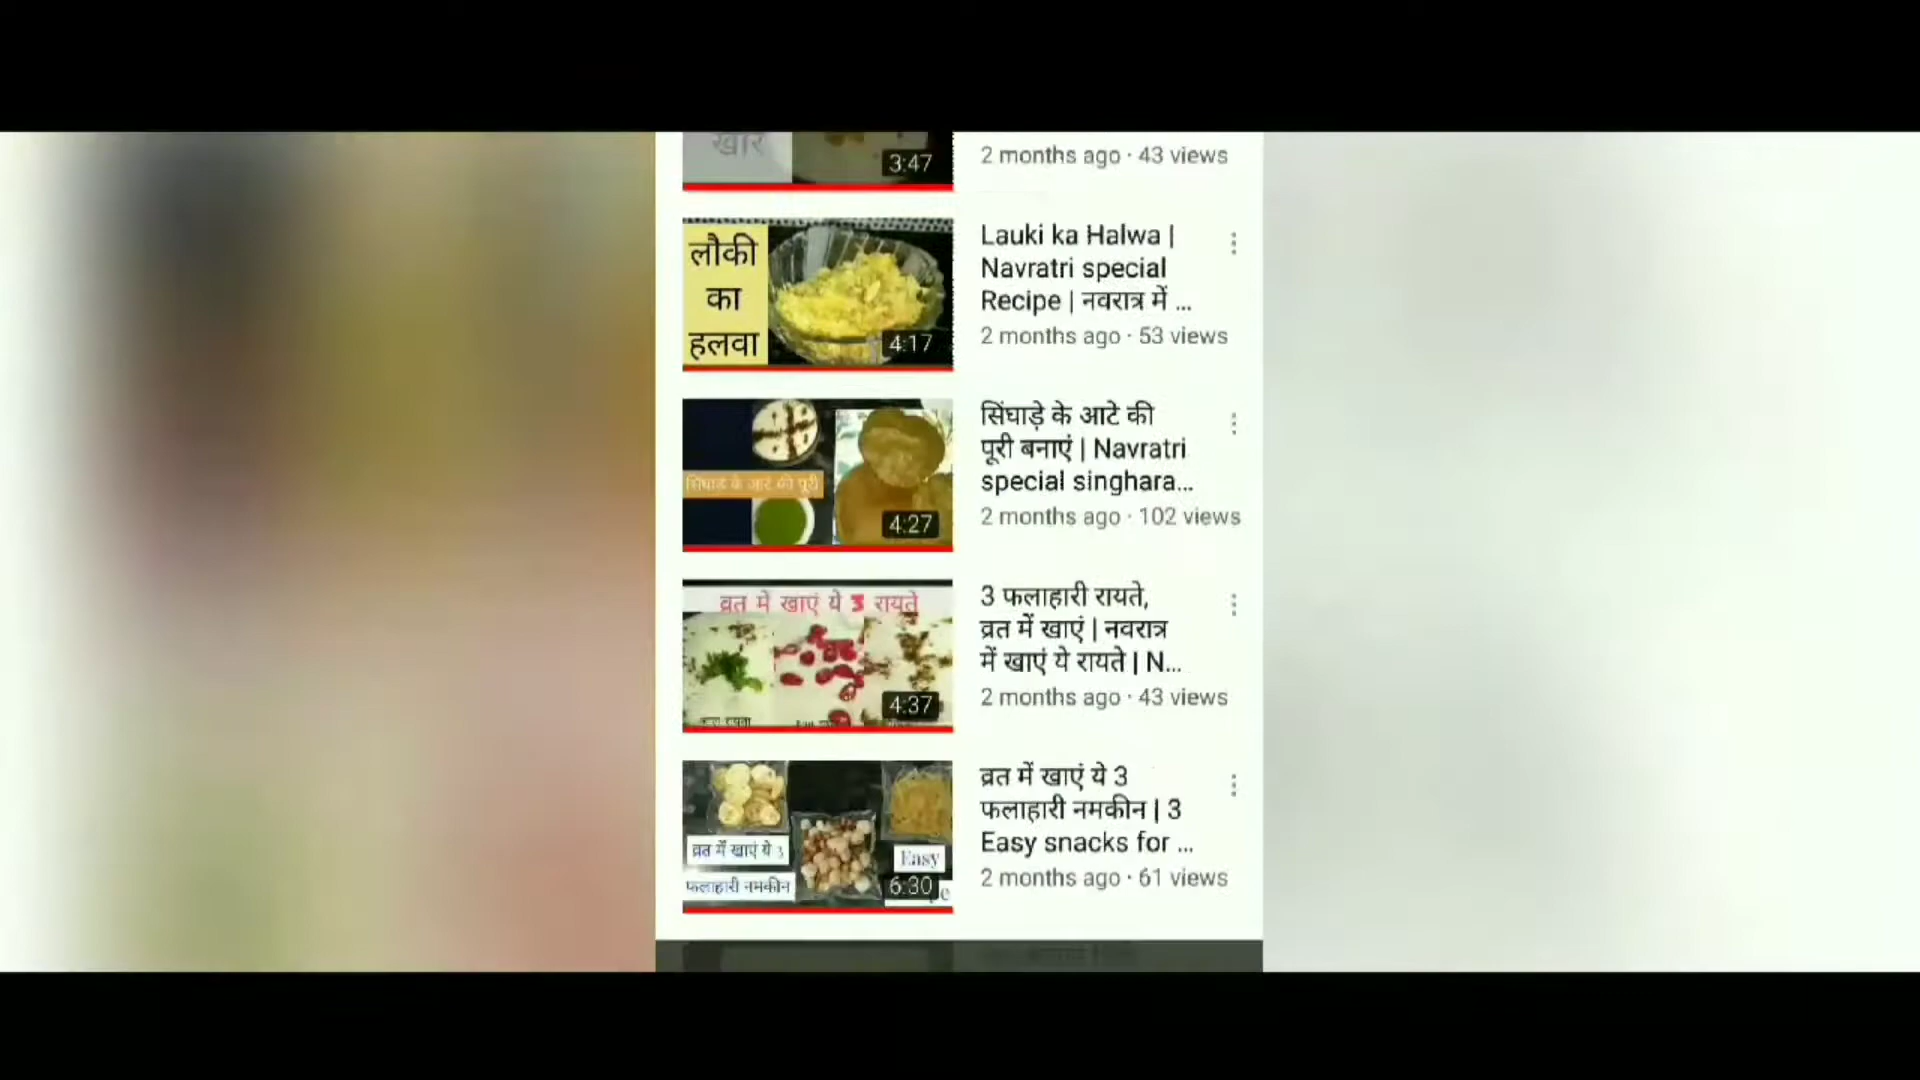 3:47
2 months ago · 43 views
लौकी
का
हलवा
4:17
Lauki ka Halwa |
Navratri special
Recipe | नवरात्र में ...
2 months ago · 53 views
सिंघाड़े के आटे की पूरी
4:27
सिंघाड़े के आटे की
पूरी बनाएं | Navratri
special singhara...
2 months ago · 102 views
व्रत में खाएं ये 3 रायते
4:37
3 फलाहारी रायते,
व्रत में खाएं | नवरात्र
में खाएं ये रायते | N...
2 months ago · 43 views
व्रत में खाएं ये 3
फलाहारी नमकीन
Easy
6:30
व्रत में खाएं ये 3
फलाहारी नमकीन | 3
Easy snacks for ...
2 months ago · 61 views